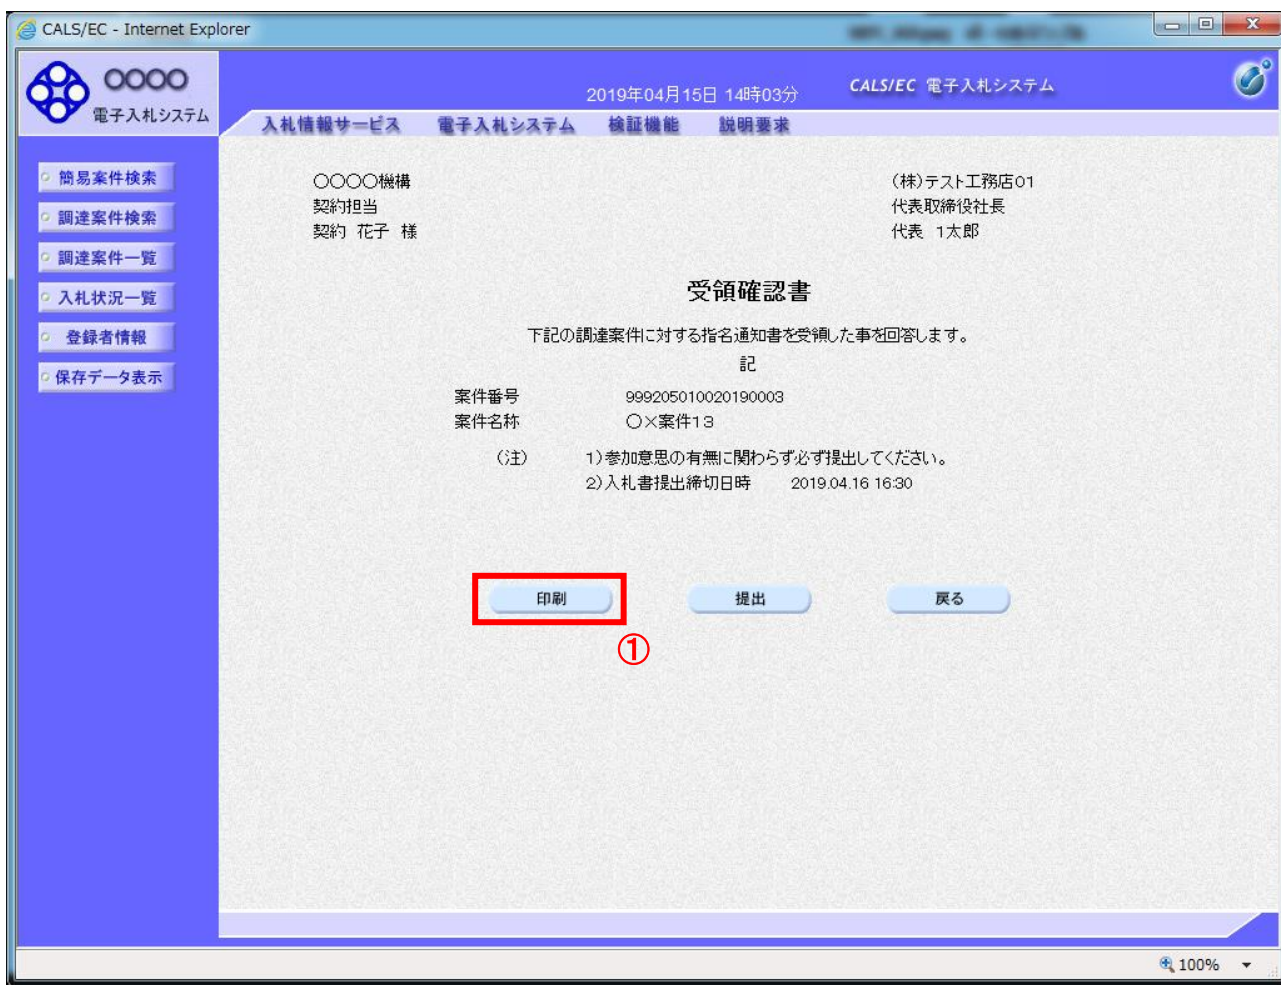 CALS/EC - Internet Explorer
〇〇〇〇
電子入札システム
2019年04月15日 14時03分
CALS/EC 電子入札システム
入札情報サービス 電子入札システム 検証機能 説明要求
簡易案件検索
調達案件検索
調達案件一覧
入札状況一覧
登録者情報
保存データ表示
〇〇〇〇機構
契約担当
契約 花子 様
(株)テスト工務店01
代表取締役社長
代表 1太郎
受領確認書
下記の調達案件に対する指名通知書を受領した事を回答します。
記
案件番号 999205010020190003
案件名称 〇×案件13
(注) 1)参加意思の有無に関わらず必ず提出してください。
2)入札書提出締切日時 2019.04.16 16:30
印刷 提出 戻る
①
100%